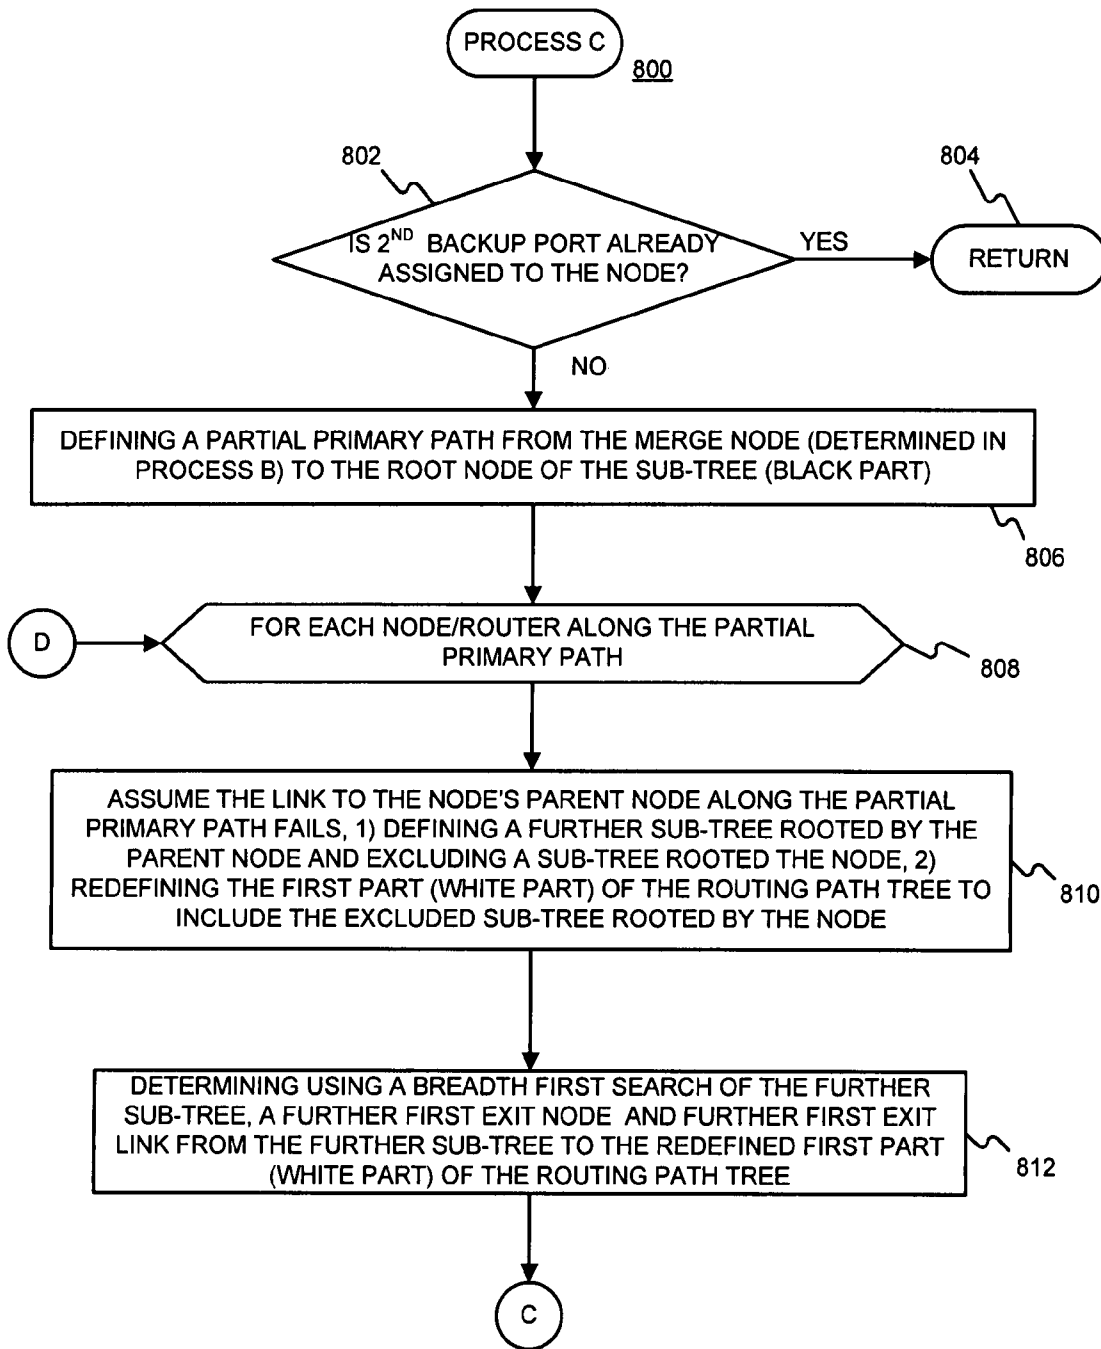 PROCESS C
800
802
804
IS 2ND BACKUP PORT ALREADY
ASSIGNED TO THE NODE?
YES
RETURN
NO
DEFINING A PARTIAL PRIMARY PATH FROM THE MERGE NODE (DETERMINED IN
PROCESS B) TO THE ROOT NODE OF THE SUB-TREE (BLACK PART)
806
D
FOR EACH NODE/ROUTER ALONG THE PARTIAL
PRIMARY PATH
808
ASSUME THE LINK TO THE NODE'S PARENT NODE ALONG THE PARTIAL
PRIMARY PATH FAILS, 1) DEFINING A FURTHER SUB-TREE ROOTED BY THE
PARENT NODE AND EXCLUDING A SUB-TREE ROOTED THE NODE, 2)
REDEFINING THE FIRST PART (WHITE PART) OF THE ROUTING PATH TREE TO
INCLUDE THE EXCLUDED SUB-TREE ROOTED BY THE NODE
810
DETERMINING USING A BREADTH FIRST SEARCH OF THE FURTHER
SUB-TREE, A FURTHER FIRST EXIT NODE AND FURTHER FIRST EXIT
LINK FROM THE FURTHER SUB-TREE TO THE REDEFINED FIRST PART
(WHITE PART) OF THE ROUTING PATH TREE
812
C